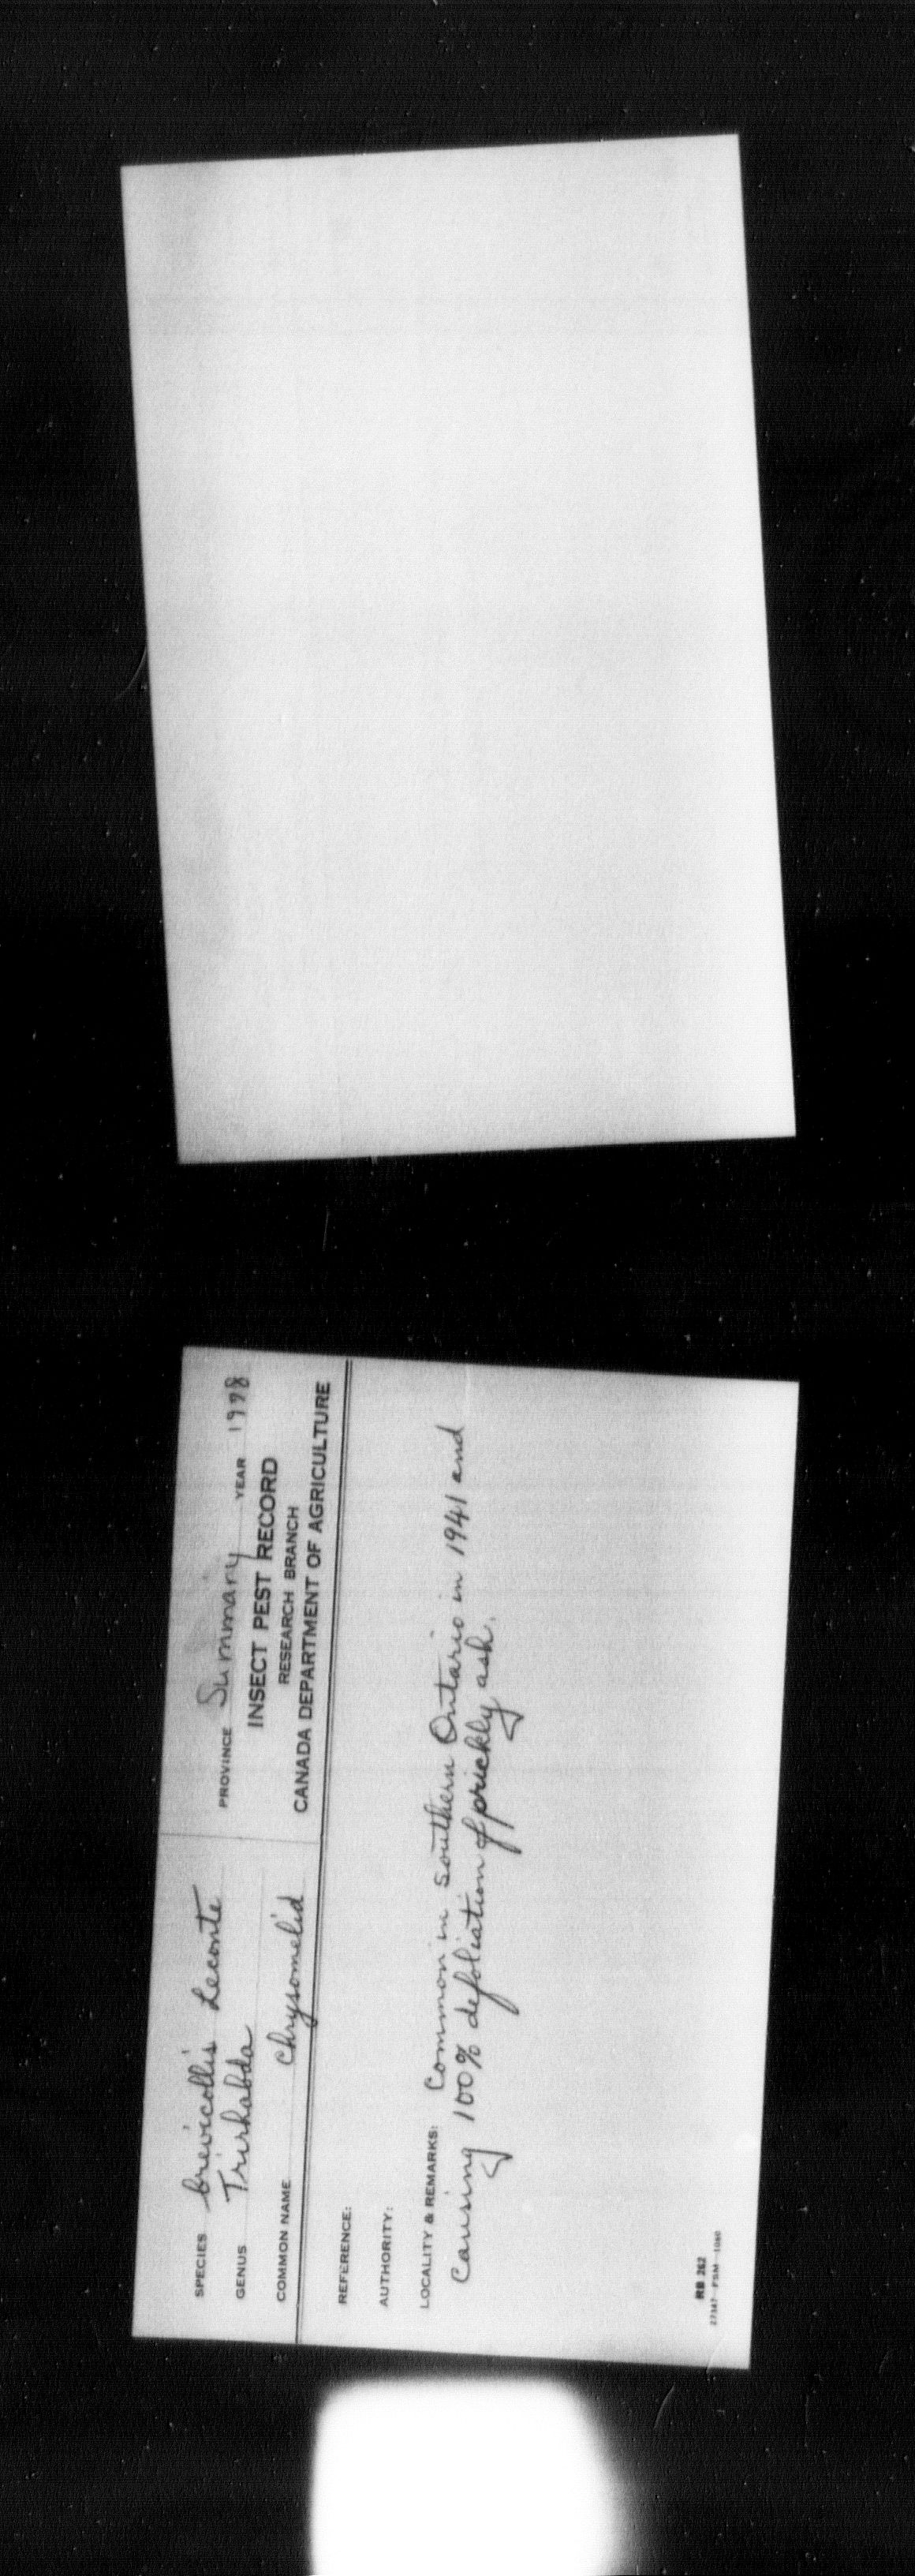 SPECIES brevicollis Leconte
GENUS Trirhabda
COMMON NAME Chrysomelid
PROVINCE Summary YEAR
INSECT PEST RECORD
RESEARCH BRANCH
CANADA DEPARTMENT OF AGRICULTURE
REFERENCE:
AUTHORITY:
LOCALITY & REMARKS: Common in southern Ontario in 1941 and
causing 100% defoliation of prickly ash.
RB 262